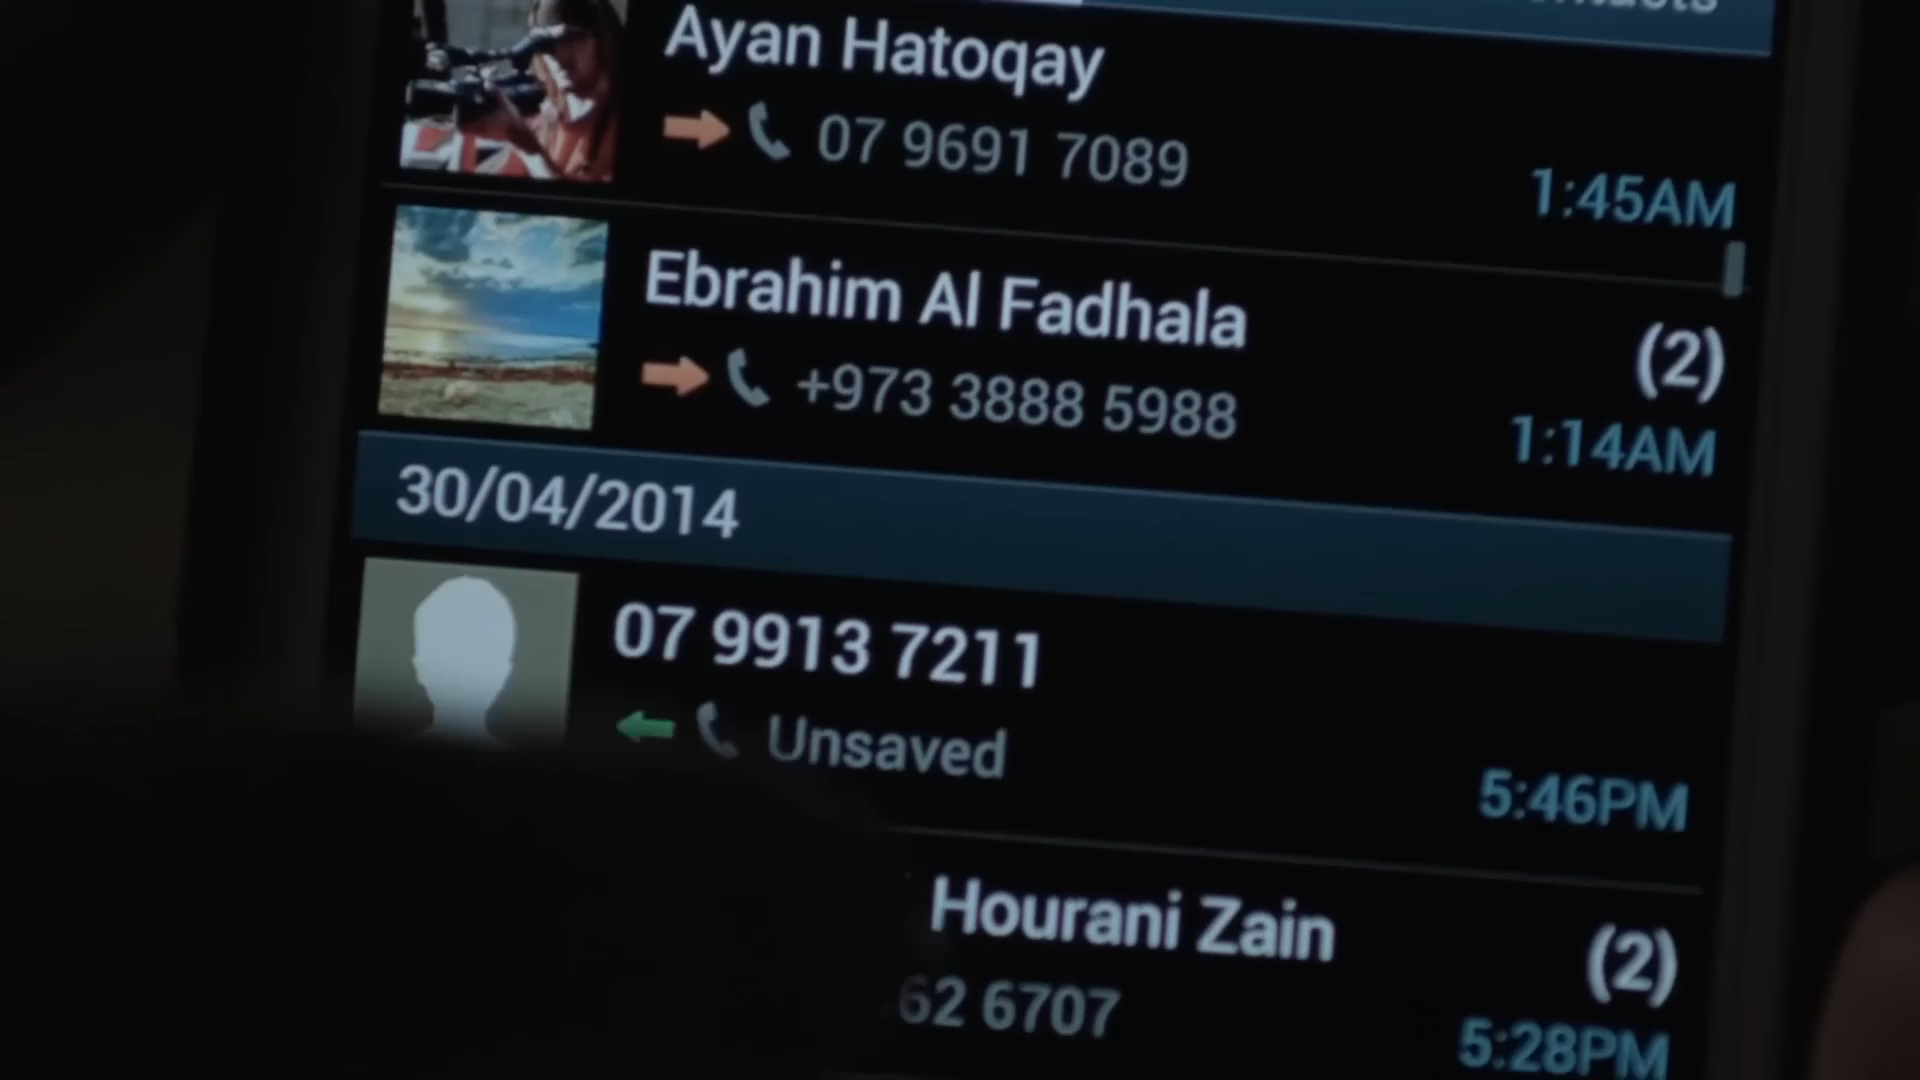 Ayan Hatoqay
07 9691 7089
1:45AM
Ebrahim Al Fadhala
(2)
+973 3888 5988
1:14AM
30/04/2014
07 9913 7211
Unsaved
5:46PM
Hourani Zain
(2)
62 6707
5:28PM